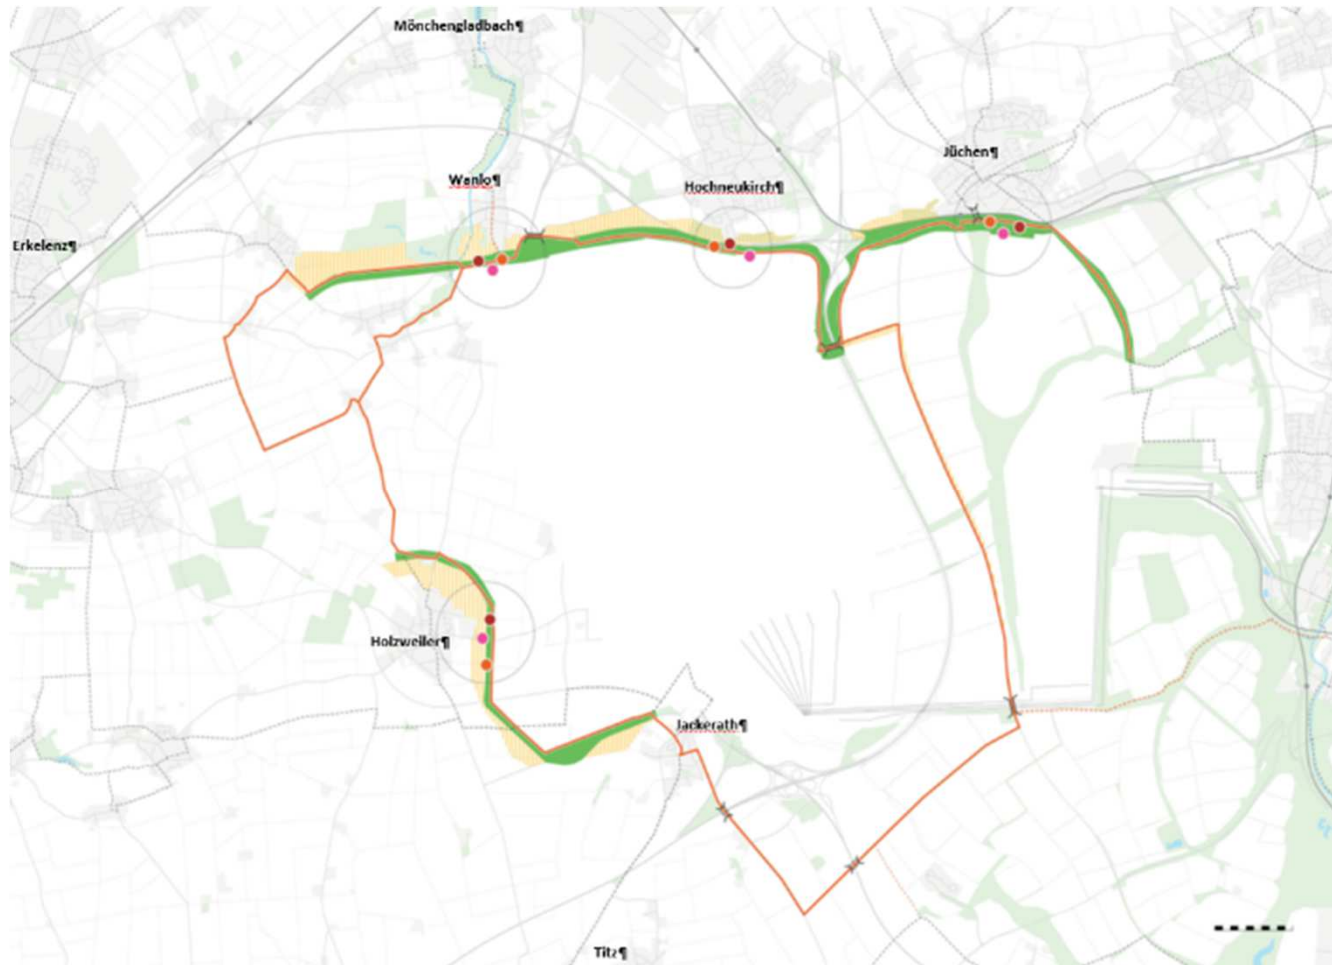 Mönchengladbach¶
Jüchen¶
Wanlo¶
Hochneukirch¶
Erkelenz¶
Holzweiler¶
Jackerath¶
Titz¶